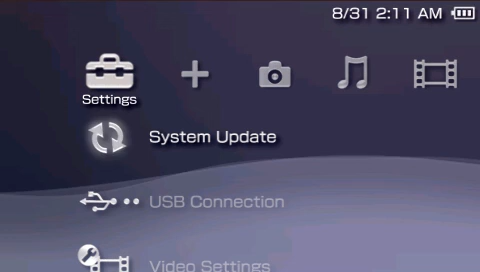 8/31 2:11 AM
Settings
System Update
USB Connection
Video Settings